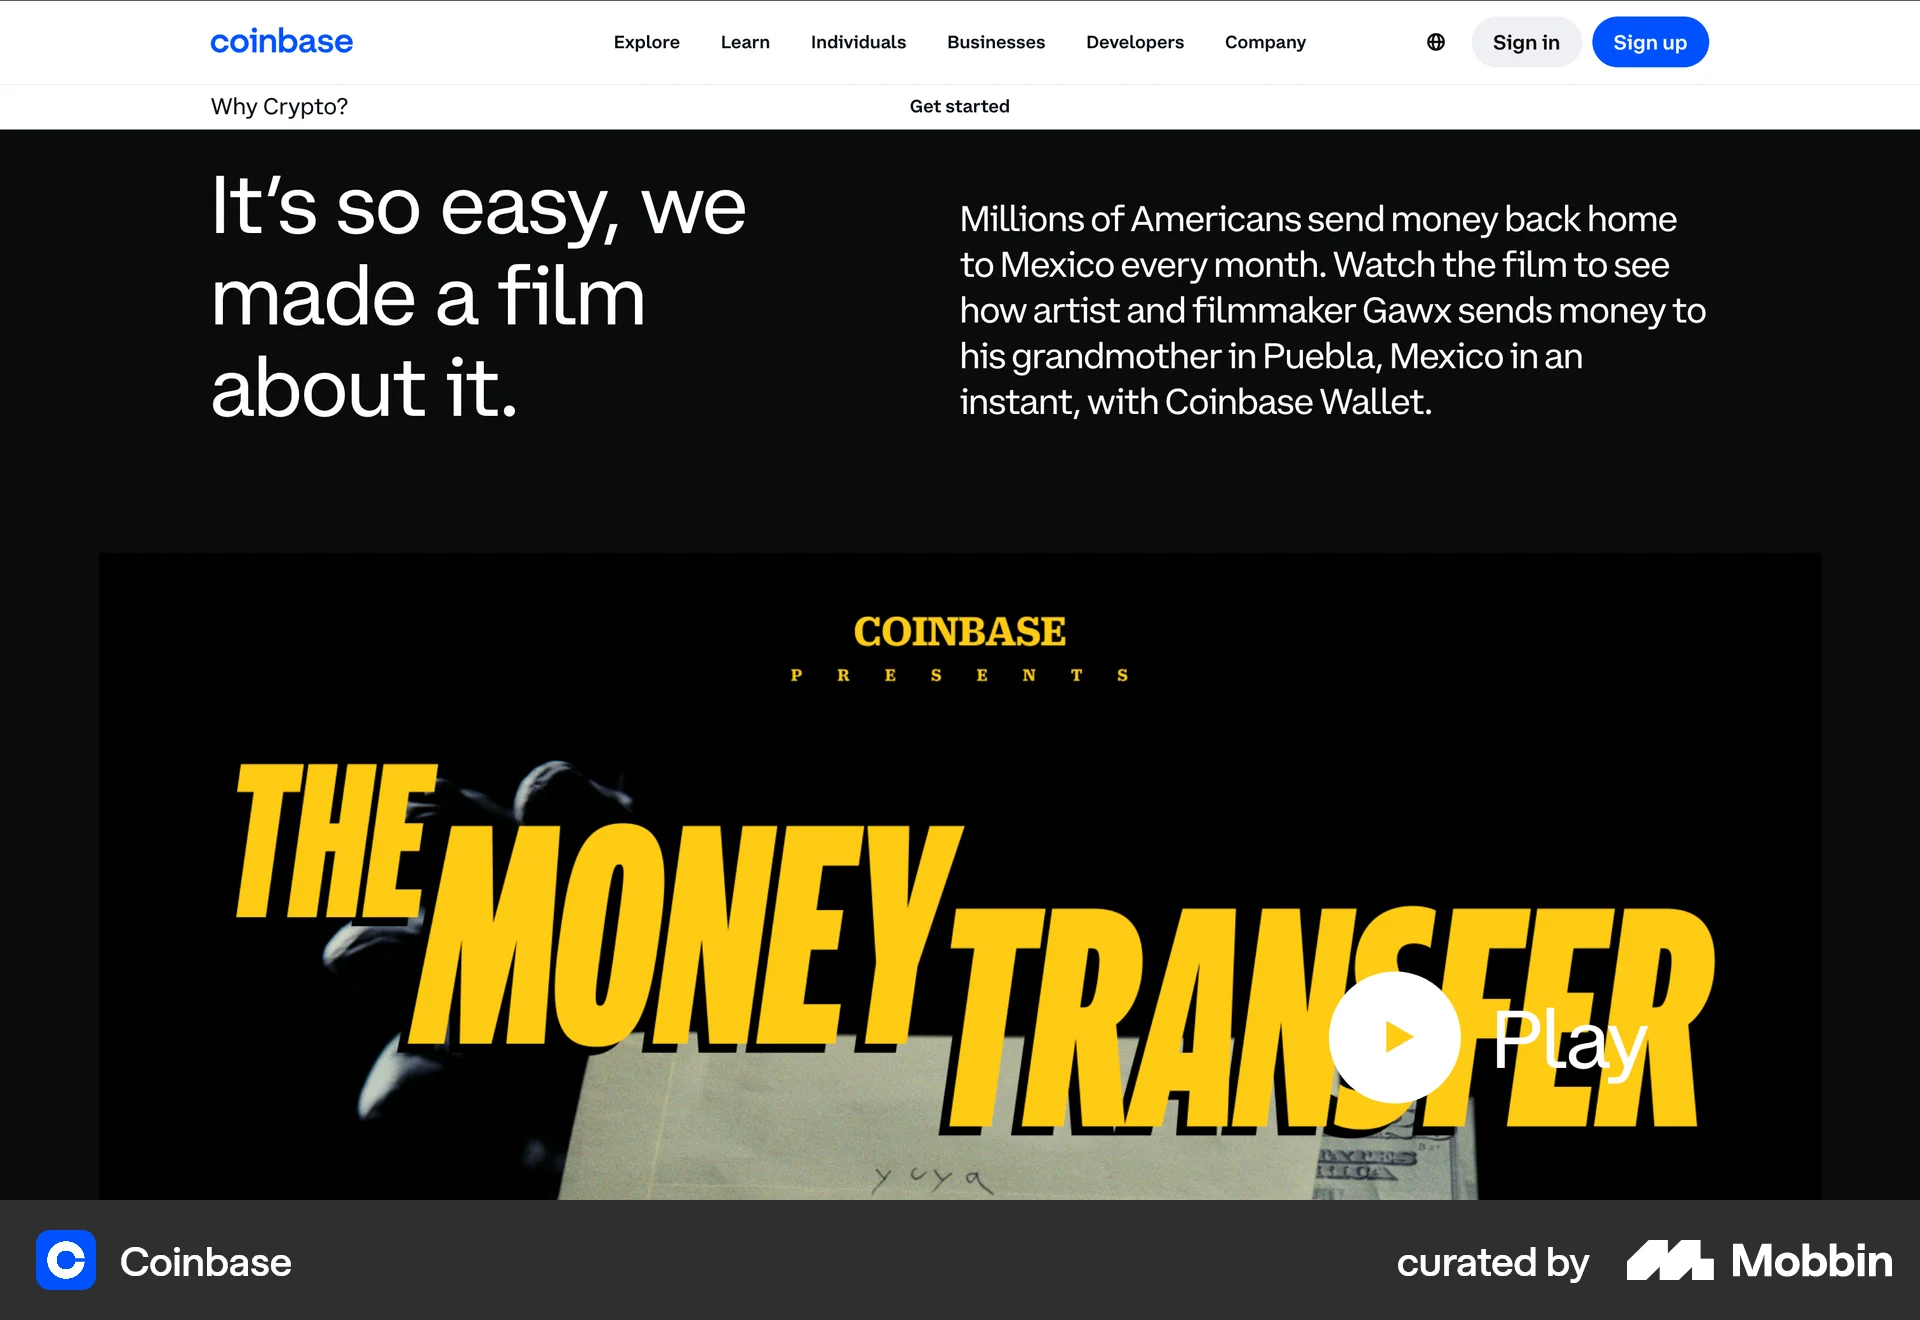 coinbase
Explore Learn Individuals Businesses Developers Company
Sign in
Sign up
Why Crypto?
Get started
It’s so easy, we
made a film
about it.
Millions of Americans send money back home
to Mexico every month. Watch the film to see
how artist and filmmaker Gawx sends money to
his grandmother in Puebla, Mexico in an
instant, with Coinbase Wallet.
COINBASE
PRESENTS
THE
MONEY
TRANSFER
Play
yuya
Coinbase
curated by
Mobbin